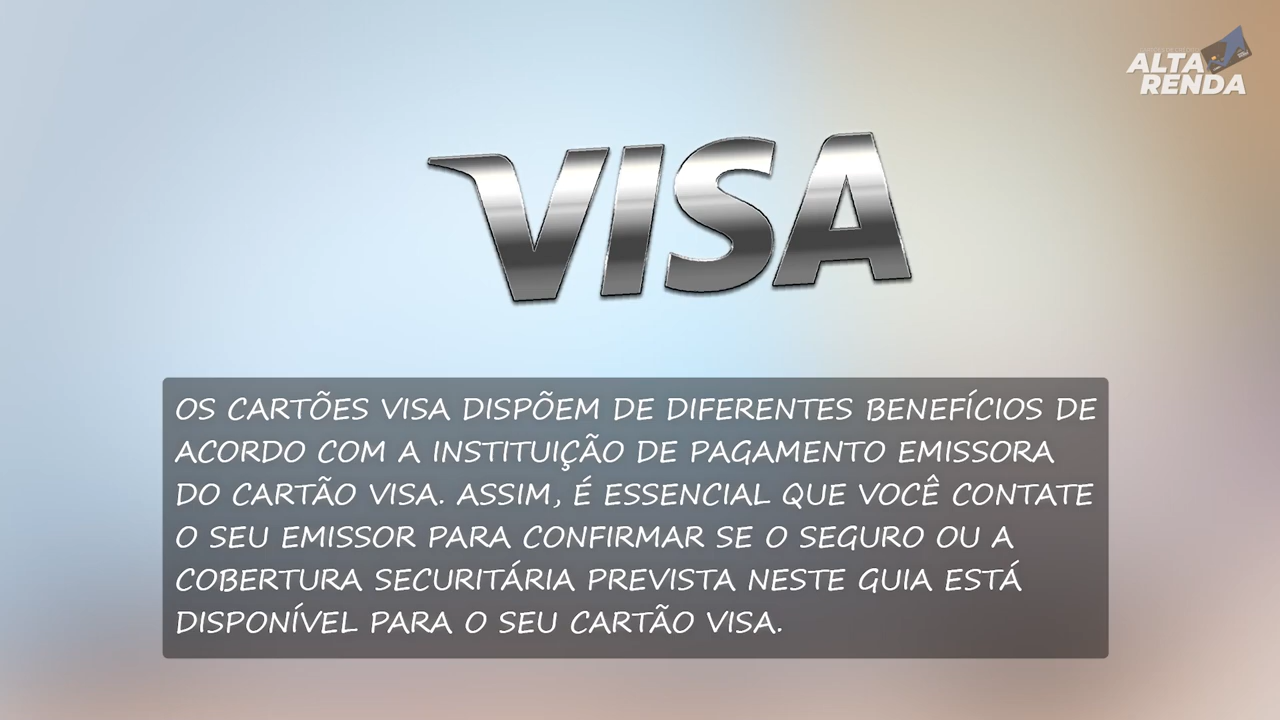 ALTA
RENDA
VISA
OS CARTÕES VISA DISPÕEM DE DIFERENTES BENEFÍCIOS DE
ACORDO COM A INSTITUIÇÃO DE PAGAMENTO EMISSORA
DO CARTÃO VISA. ASSIM, É ESSENCIAL QUE VOCÊ CONTATE
O SEU EMISSOR PARA CONFIRMAR SE O SEGURO OU A
COBERTURA SECURITÁRIA PREVISTA NESTE GUIA ESTÁ
DISPONÍVEL PARA O SEU CARTÃO VISA.